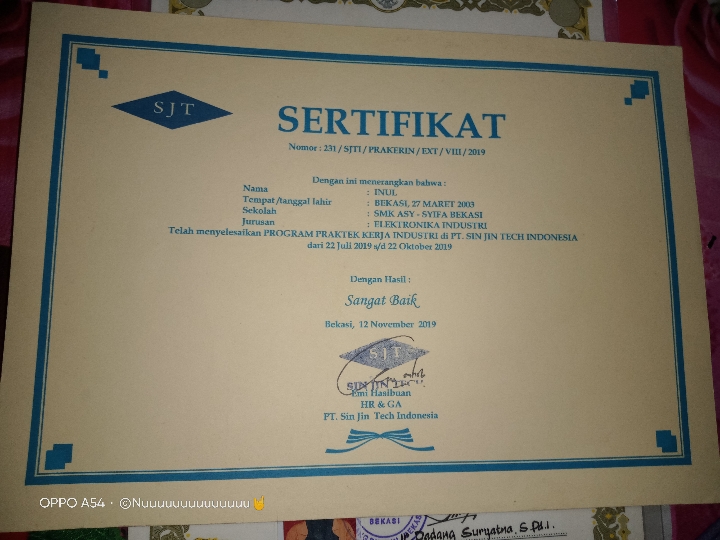 SJT
SERTIFIKAT
Nomor : 231 / SJTI / PRAKERIN / EXT / VIII / 2019
Dengan ini menerangkan bahwa :
Nama : INUL
Tempat/tanggal lahir : BEKASI, 27 MARET 2003
Sekolah : SMK ASY - SYIFA BEKASI
Jurusan : ELEKTRONIKA INDUSTRI
Telah menyelesaikan PROGRAM PRAKTEK KERJA INDUSTRI di PT. SIN JIN TECH INDONESIA
dari 22 Juli 2019 s/d 22 Oktober 2019
Dengan Hasil :
Sangat Baik
Bekasi, 12 November 2019
SJT
SIN JIN TECH
Emi Hasibuan
HR & GA
PT. Sin Jin Tech Indonesia
OPPO A54 · ©Nuuuuuuuuuuuuuu🤘
BEKASI
Dadang Suryatna, S.Pd.I.